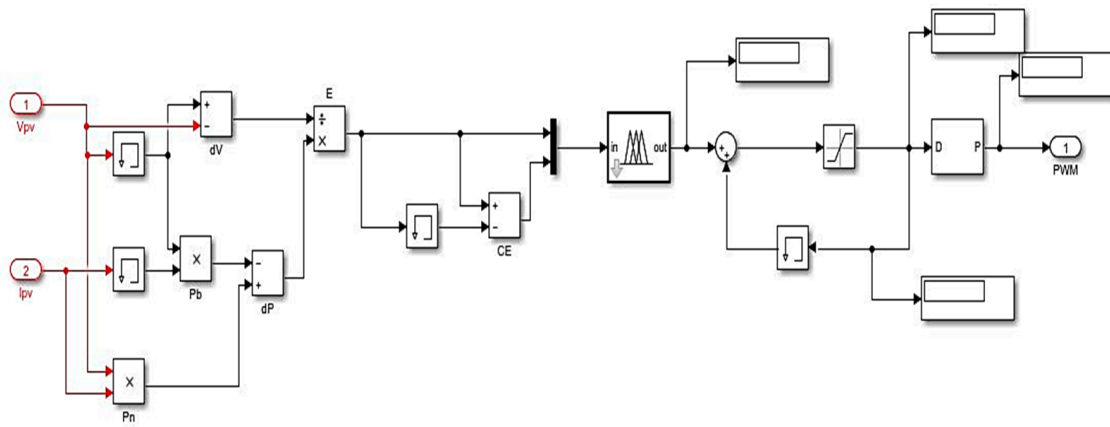 1
Vpv
+
−
dV
E
÷
×
in
out
+
+
D
P
1
PWM
+
−
CE
2
Ipv
×
Pb
−
+
dP
×
Pn